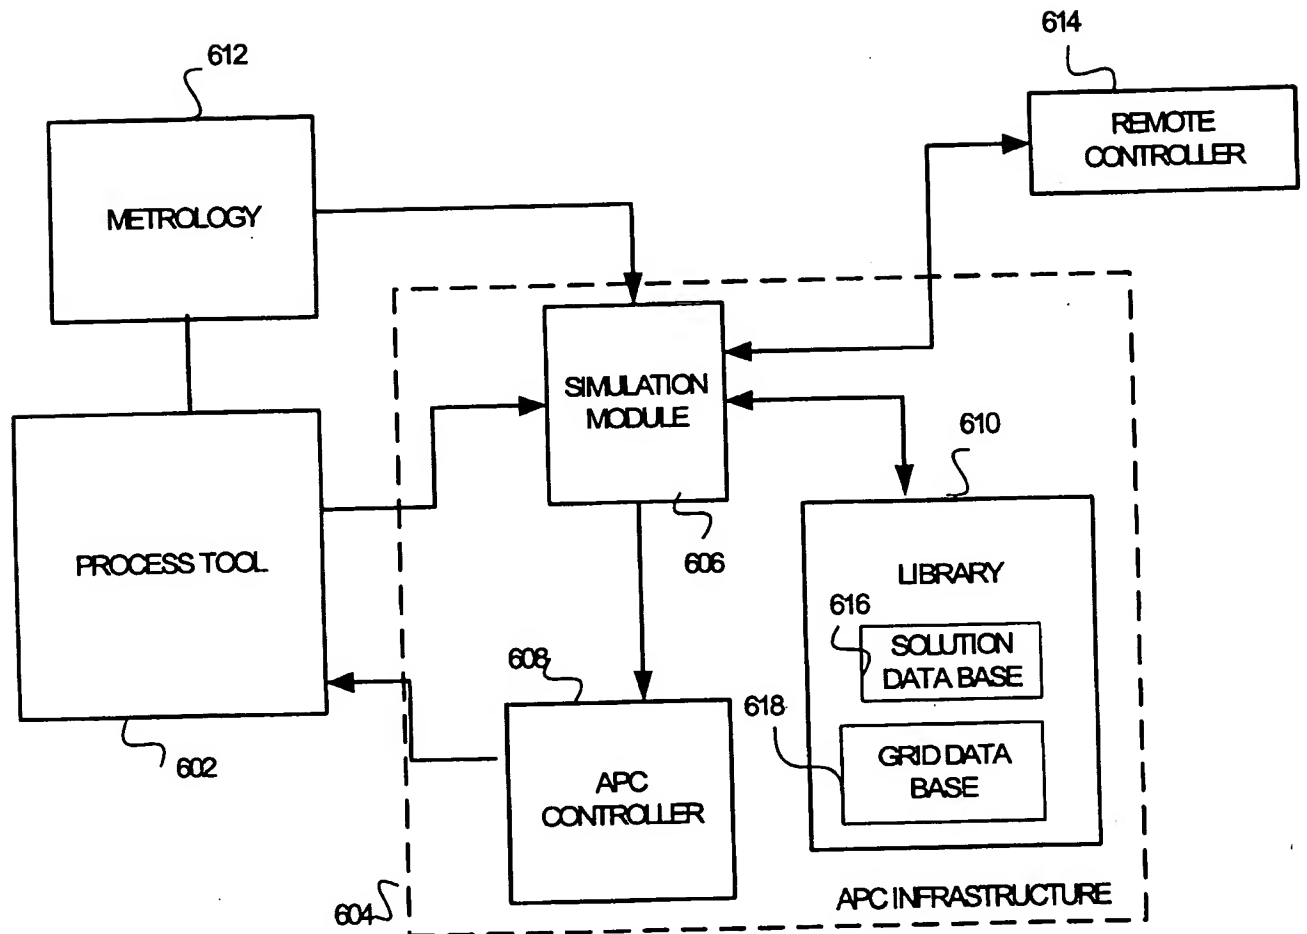 612
614
REMOTE
CONTROLLER
METROLOGY
SIMULATION
MODULE
610
PROCESS TOOL
606
LIBRARY
616
SOLUTION
DATA BASE
608
618
GRID DATA
BASE
602
APC
CONTROLLER
604
APC INFRASTRUCTURE